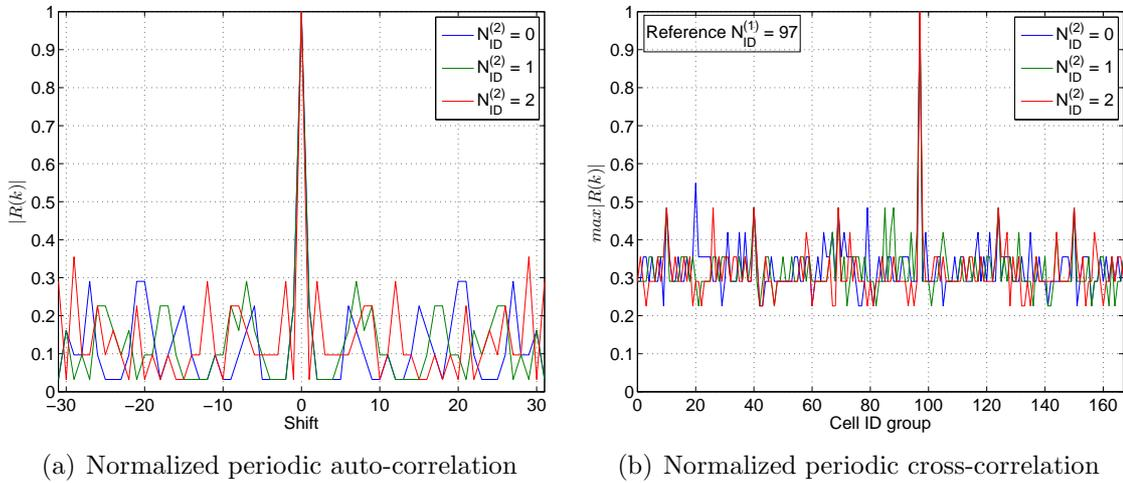 1
0.9
0.8
0.7
0.6
0.5
0.4
0.3
0.2
0.1
0
|R(k)|
−30 −20 −10 0 10 20 30
Shift
N_ID^(2) = 0
N_ID^(2) = 1
N_ID^(2) = 2
(a) Normalized periodic auto-correlation
1
0.9
0.8
0.7
0.6
0.5
0.4
0.3
0.2
0.1
0
max|R(k)|
0 20 40 60 80 100 120 140 160
Cell ID group
Reference N_ID^(1) = 97
N_ID^(2) = 0
N_ID^(2) = 1
N_ID^(2) = 2
(b) Normalized periodic cross-correlation